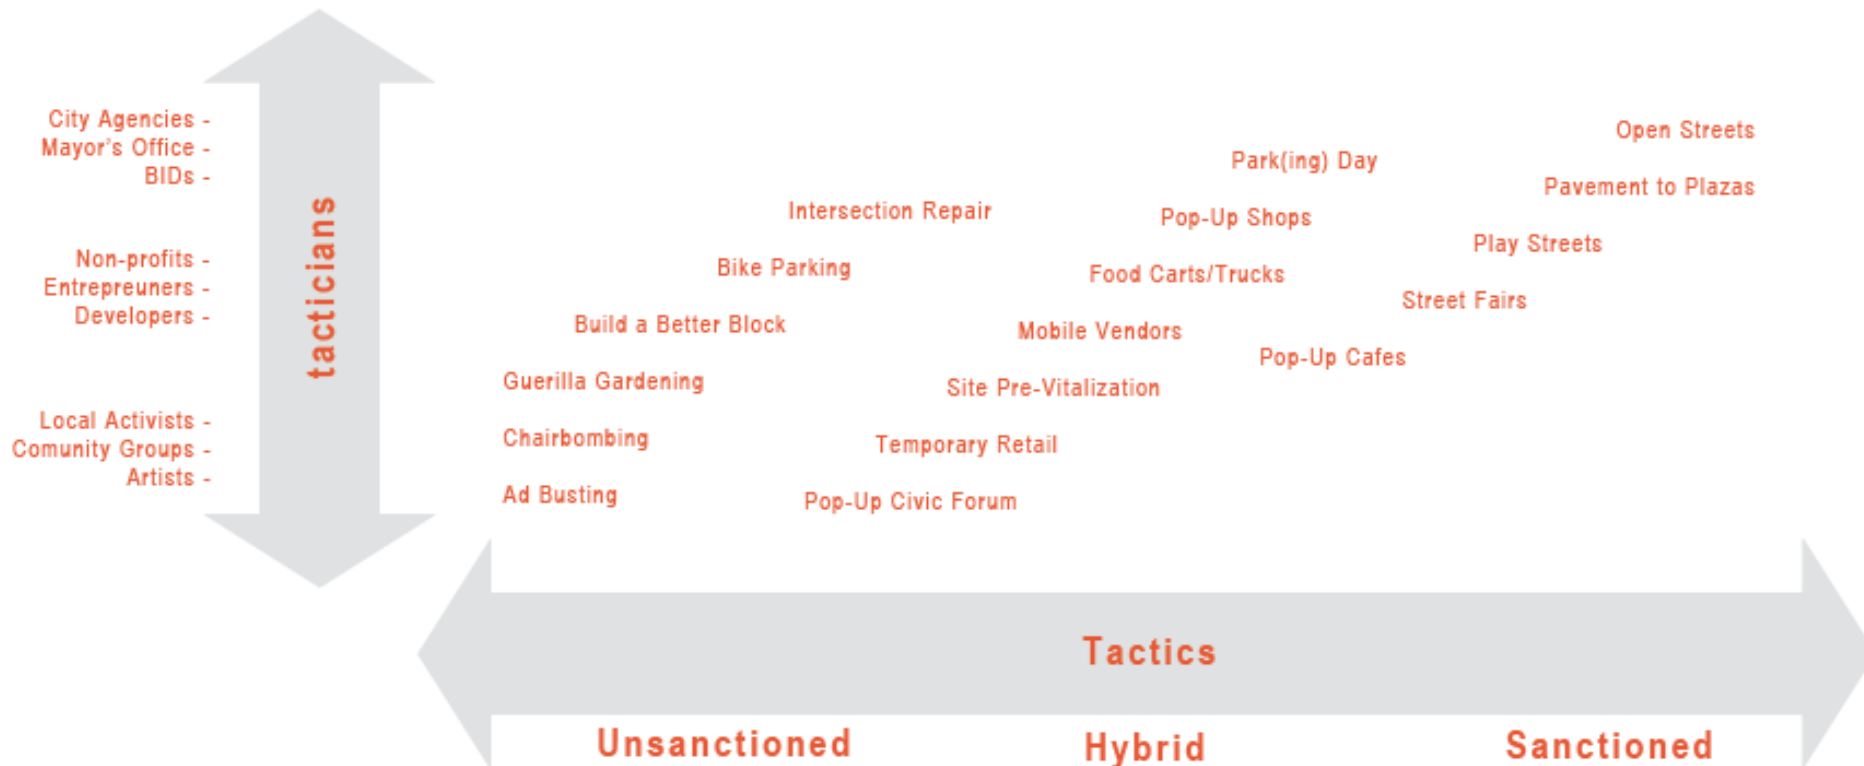 City Agencies -
Mayor's Office -
BIDs -
Non-profits -
Entrepreuners -
Developers -
Local Activists -
Comunity Groups -
Artists -
tacticians
Open Streets
Park(ing) Day
Pavement to Plazas
Intersection Repair
Pop-Up Shops
Play Streets
Bike Parking
Food Carts/Trucks
Street Fairs
Build a Better Block
Mobile Vendors
Pop-Up Cafes
Guerilla Gardening
Site Pre-Vitalization
Chairbombing
Temporary Retail
Ad Busting
Pop-Up Civic Forum
Tactics
Unsanctioned
Hybrid
Sanctioned